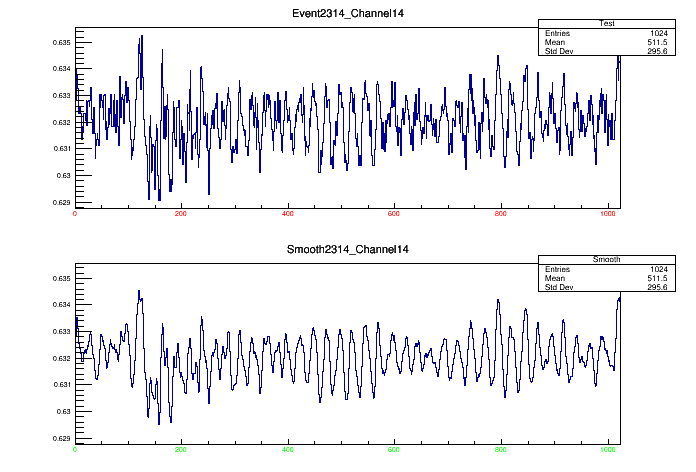 Event2314_Channel14
Test
Entries 1024
Mean 511.5
Std Dev 295.6
0.635
0.634
0.633
0.632
0.631
0.63
0.629
0 200 400 600 800 1000
Smooth2314_Channel14
Smooth
Entries 1024
Mean 511.5
Std Dev 295.6
0.635
0.634
0.633
0.632
0.631
0.63
0.629
0 200 400 600 800 1000